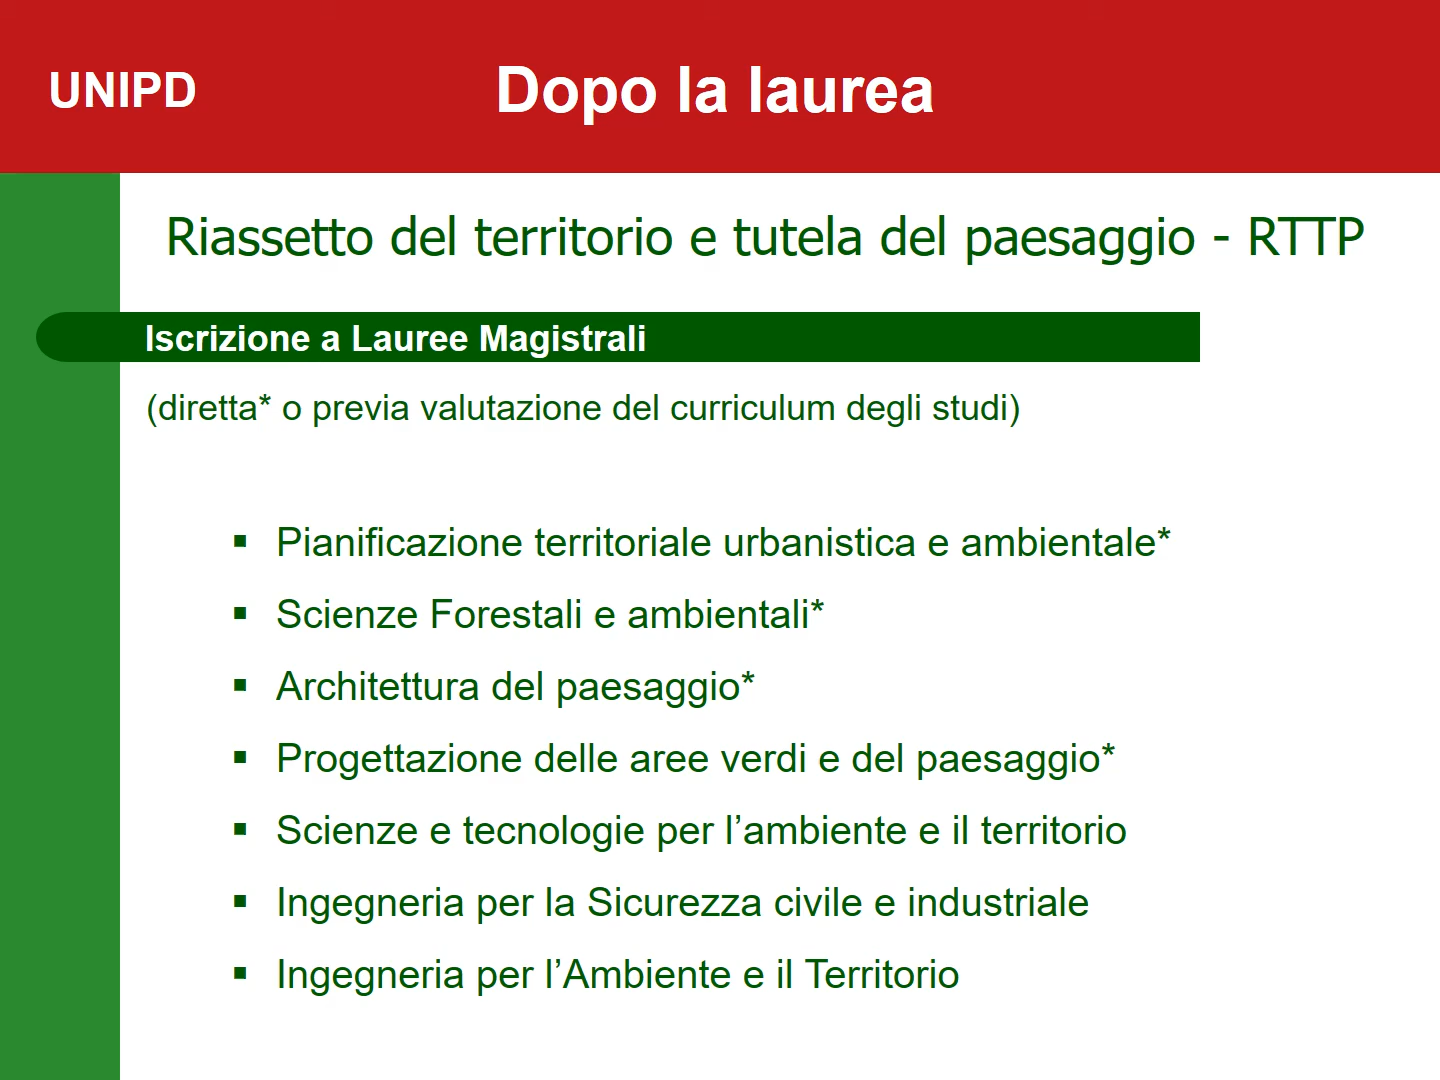 UNIPD
Dopo la laurea
Riassetto del territorio e tutela del paesaggio - RTTP
Iscrizione a Lauree Magistrali
(diretta* o previa valutazione del curriculum degli studi)
▪ Pianificazione territoriale urbanistica e ambientale*
▪ Scienze Forestali e ambientali*
▪ Architettura del paesaggio*
▪ Progettazione delle aree verdi e del paesaggio*
▪ Scienze e tecnologie per l’ambiente e il territorio
▪ Ingegneria per la Sicurezza civile e industriale
▪ Ingegneria per l’Ambiente e il Territorio